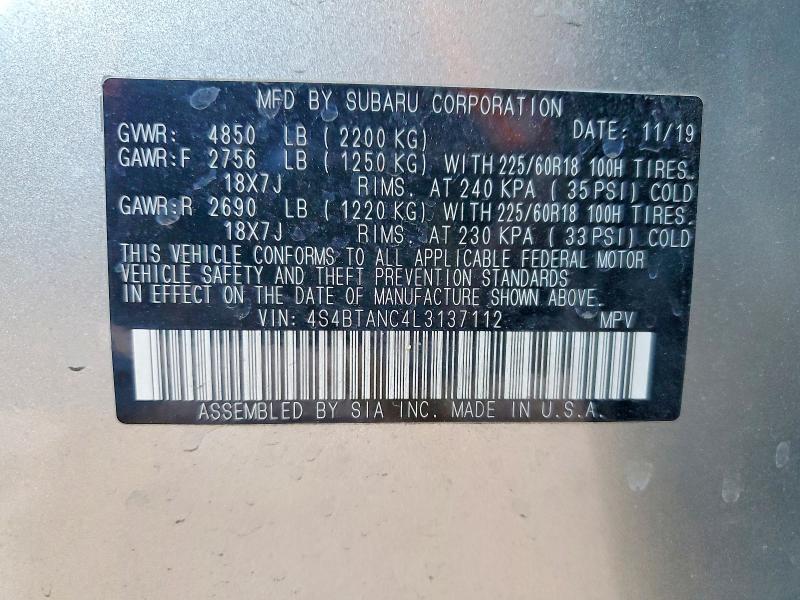 MFD BY SUBARU CORPORATION
GVWR: 4850 LB ( 2200 KG) DATE: 11/19
GAWR:F 2756 LB ( 1250 KG) WITH 225/60R18 100H TIRES
18X7J RIMS. AT 240 KPA ( 35 PSI) COLD
GAWR:R 2690 LB ( 1220 KG) WITH 225/60R18 100H TIRES
18X7J RIMS. AT 230 KPA ( 33 PSI) COLD
THIS VEHICLE CONFORMS TO ALL APPLICABLE FEDERAL MOTOR
VEHICLE SAFETY AND THEFT PREVENTION STANDARDS
IN EFFECT ON THE DATE OF MANUFACTURE SHOWN ABOVE.
VIN: 4S4BTANC4L3137112 MPV
ASSEMBLED BY SIA INC. MADE IN U.S.A.